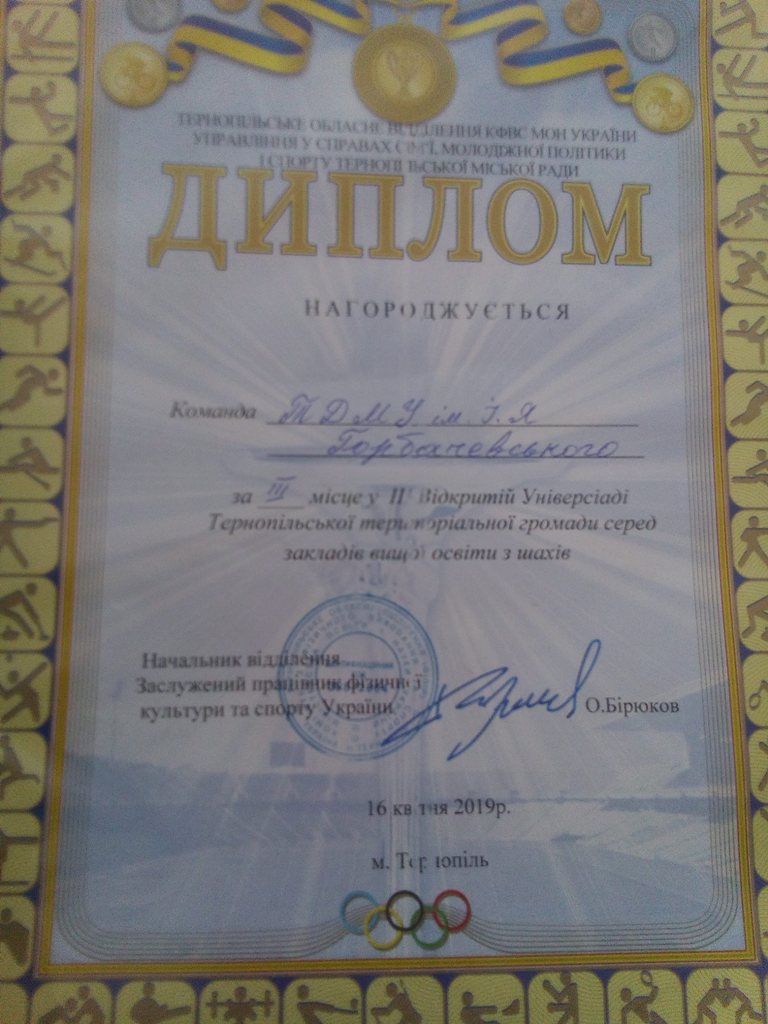 ТЕРНОПІЛЬСЬКЕ ОБЛАСНЕ ВІДДІЛЕННЯ КФВС МОН УКРАЇНИ
УПРАВЛІННЯ У СПРАВАХ СІМ'Ї, МОЛОДІЖНОЇ ПОЛІТИКИ
І СПОРТУ ТЕРНОПІЛЬСЬКОЇ МІСЬКОЇ РАДИ
ДИПЛОМ
НАГОРОДЖУЄТЬСЯ
Команда ТДМУ ім. І. Я
Горбачевського
за ІІІ місце у ІІ Відкритій Універсіаді
Тернопільської територіальної громади серед
закладів вищої освіти з шахів
Начальник відділення
Заслужений працівник фізичної
культури та спорту України О.Бірюков
16 квітня 2019р.
м. Тернопіль